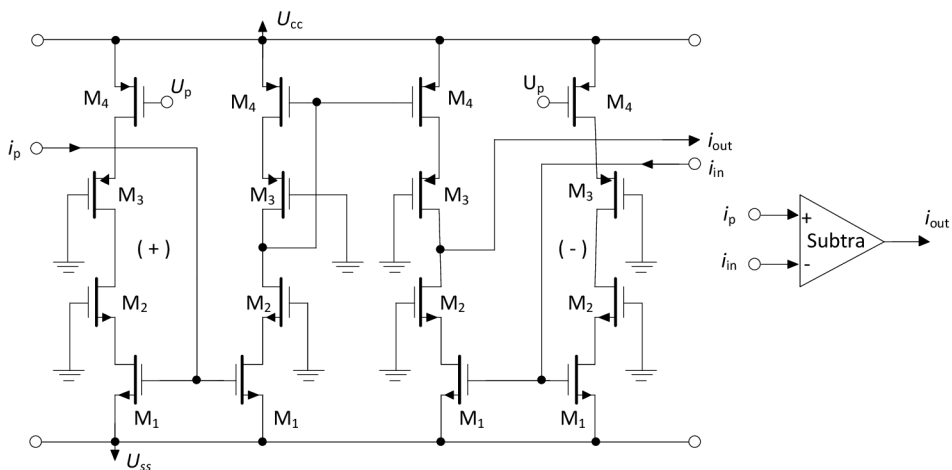 U_cc
M_4
U_p
M_4
M_4
U_p
M_4
i_p
i_out
i_in
M_3
M_3
M_3
M_3
i_p
+
Subtra
i_out
i_in
-
( + )
( - )
M_2
M_2
M_2
M_2
M_1
M_1
M_1
M_1
U_ss